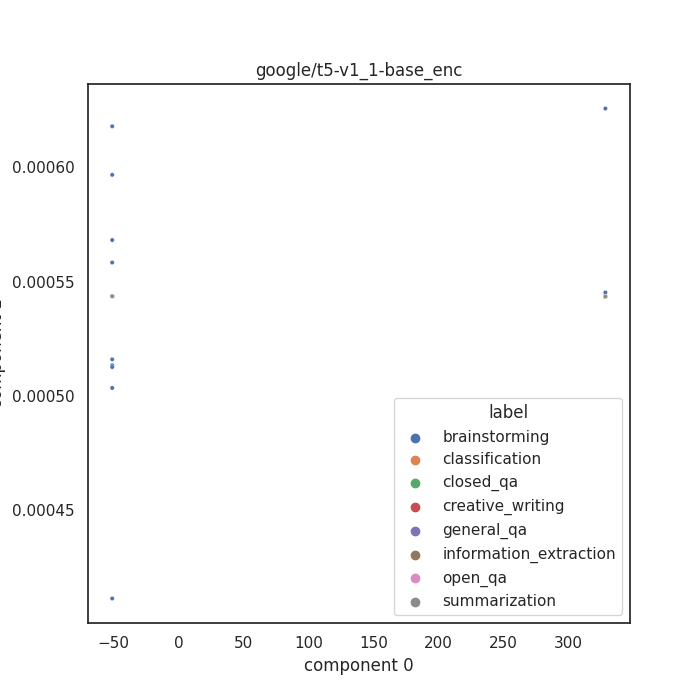 google/t5-v1_1-base_enc
0.00060
0.00055
0.00050
0.00045
label
brainstorming
classification
closed_qa
creative_writing
general_qa
information_extraction
open_qa
summarization
−50
0
50
100
150
200
250
300
component 0